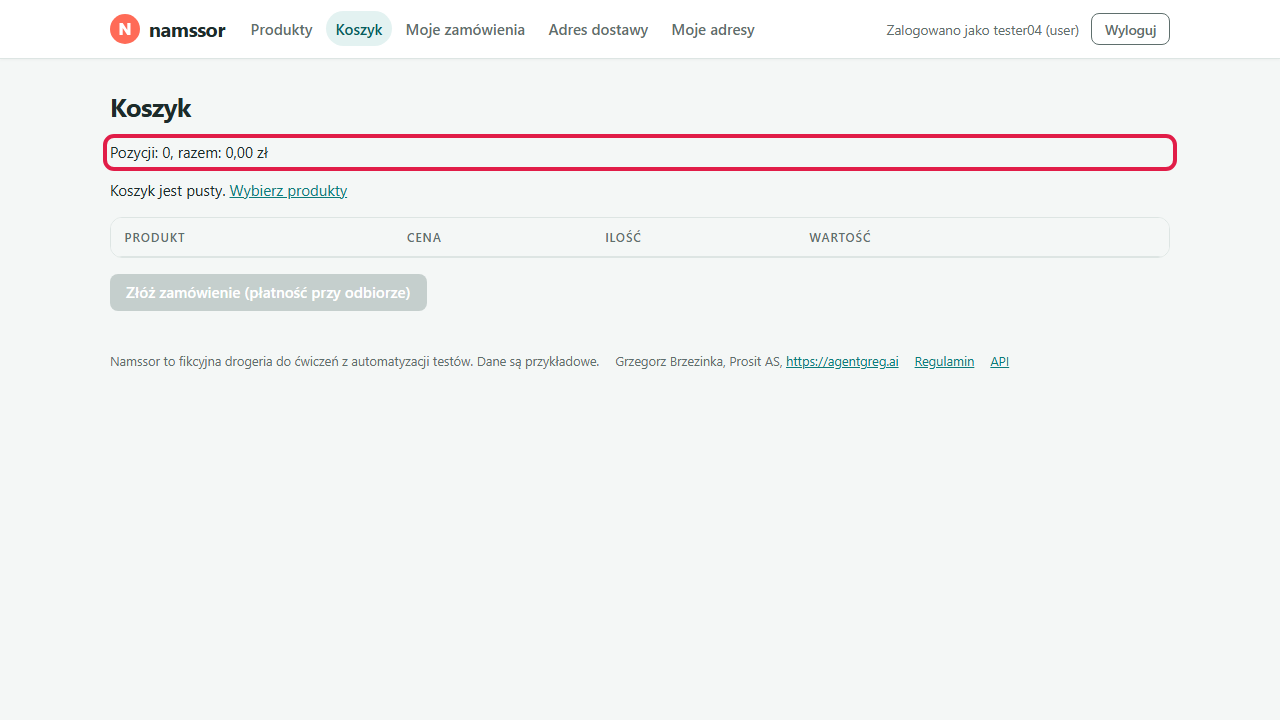 N namssor Produkty Koszyk Moje zamówienia Adres dostawy Moje adresy Zalogowano jako tester04 (user) Wyloguj
Koszyk
Pozycji: 0, razem: 0,00 zł
Koszyk jest pusty. Wybierz produkty
PRODUKT CENA ILOŚĆ WARTOŚĆ
Złóż zamówienie (płatność przy odbiorze)
Namssor to fikcyjna drogeria do ćwiczeń z automatyzacji testów. Dane są przykładowe. Grzegorz Brzezinka, Prosit AS, https://agentgreg.ai Regulamin API